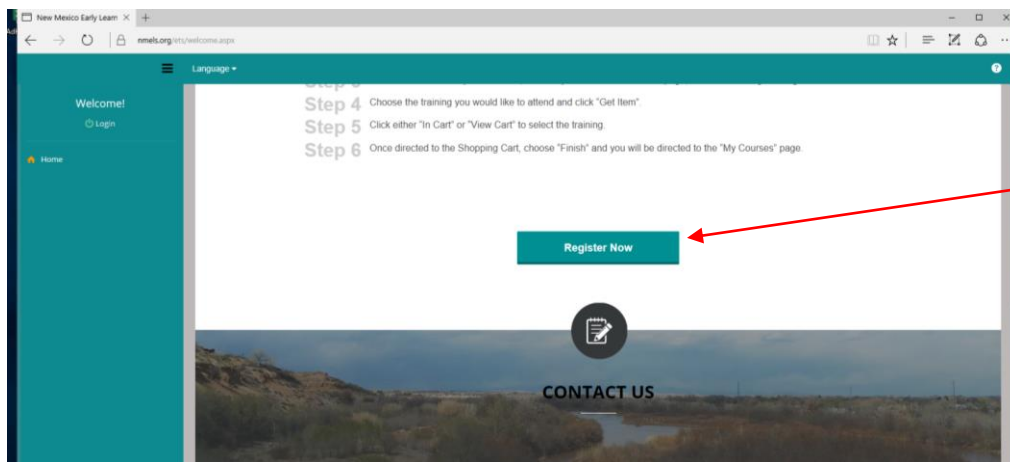 New Mexico Early Learn
nmels.org/ets/welcome.aspx
Language
Welcome!
Login
Home
Step 4 Choose the training you would like to attend and click "Get Item".
Step 5 Click either "In Cart" or "View Cart" to select the training.
Step 6 Once directed to the Shopping Cart, choose "Finish" and you will be directed to the "My Courses" page.
Register Now
CONTACT US